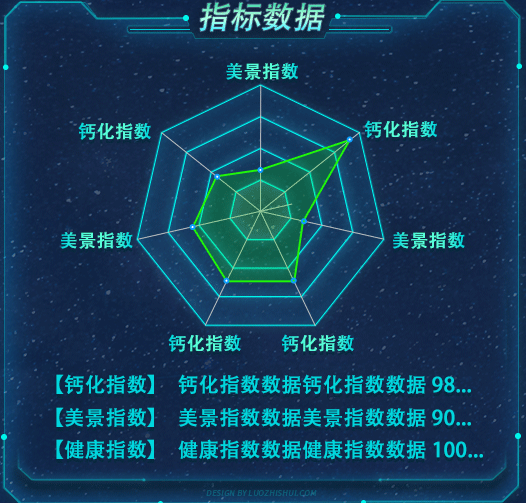 指标数据
美景指数
钙化指数
钙化指数
美景指数
美景指数
钙化指数
钙化指数
【钙化指数】 钙化指数数据钙化指数数据 98...
【美景指数】 美景指数数据美景指数数据 90...
【健康指数】 健康指数数据健康指数数据 100...
DESIGN BY LUOZHISHUI.COM